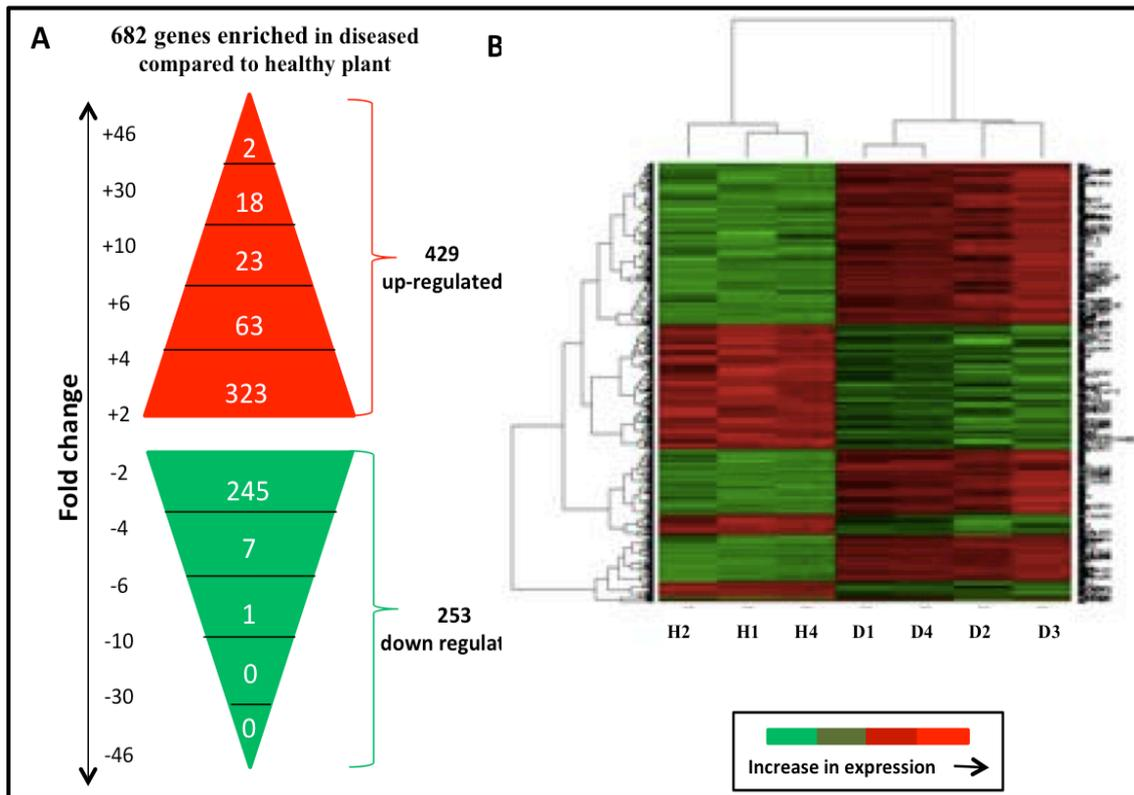 A
682 genes enriched in diseased
compared to healthy plant
B
+46
+30
+10
+6
+4
+2
-2
-4
-6
-10
-30
-46
Fold change
2
18
23
63
323
429
up-regulated
245
7
1
0
0
253
down regulat
H2 H1 H4 D1 D4 D2 D3
Increase in expression